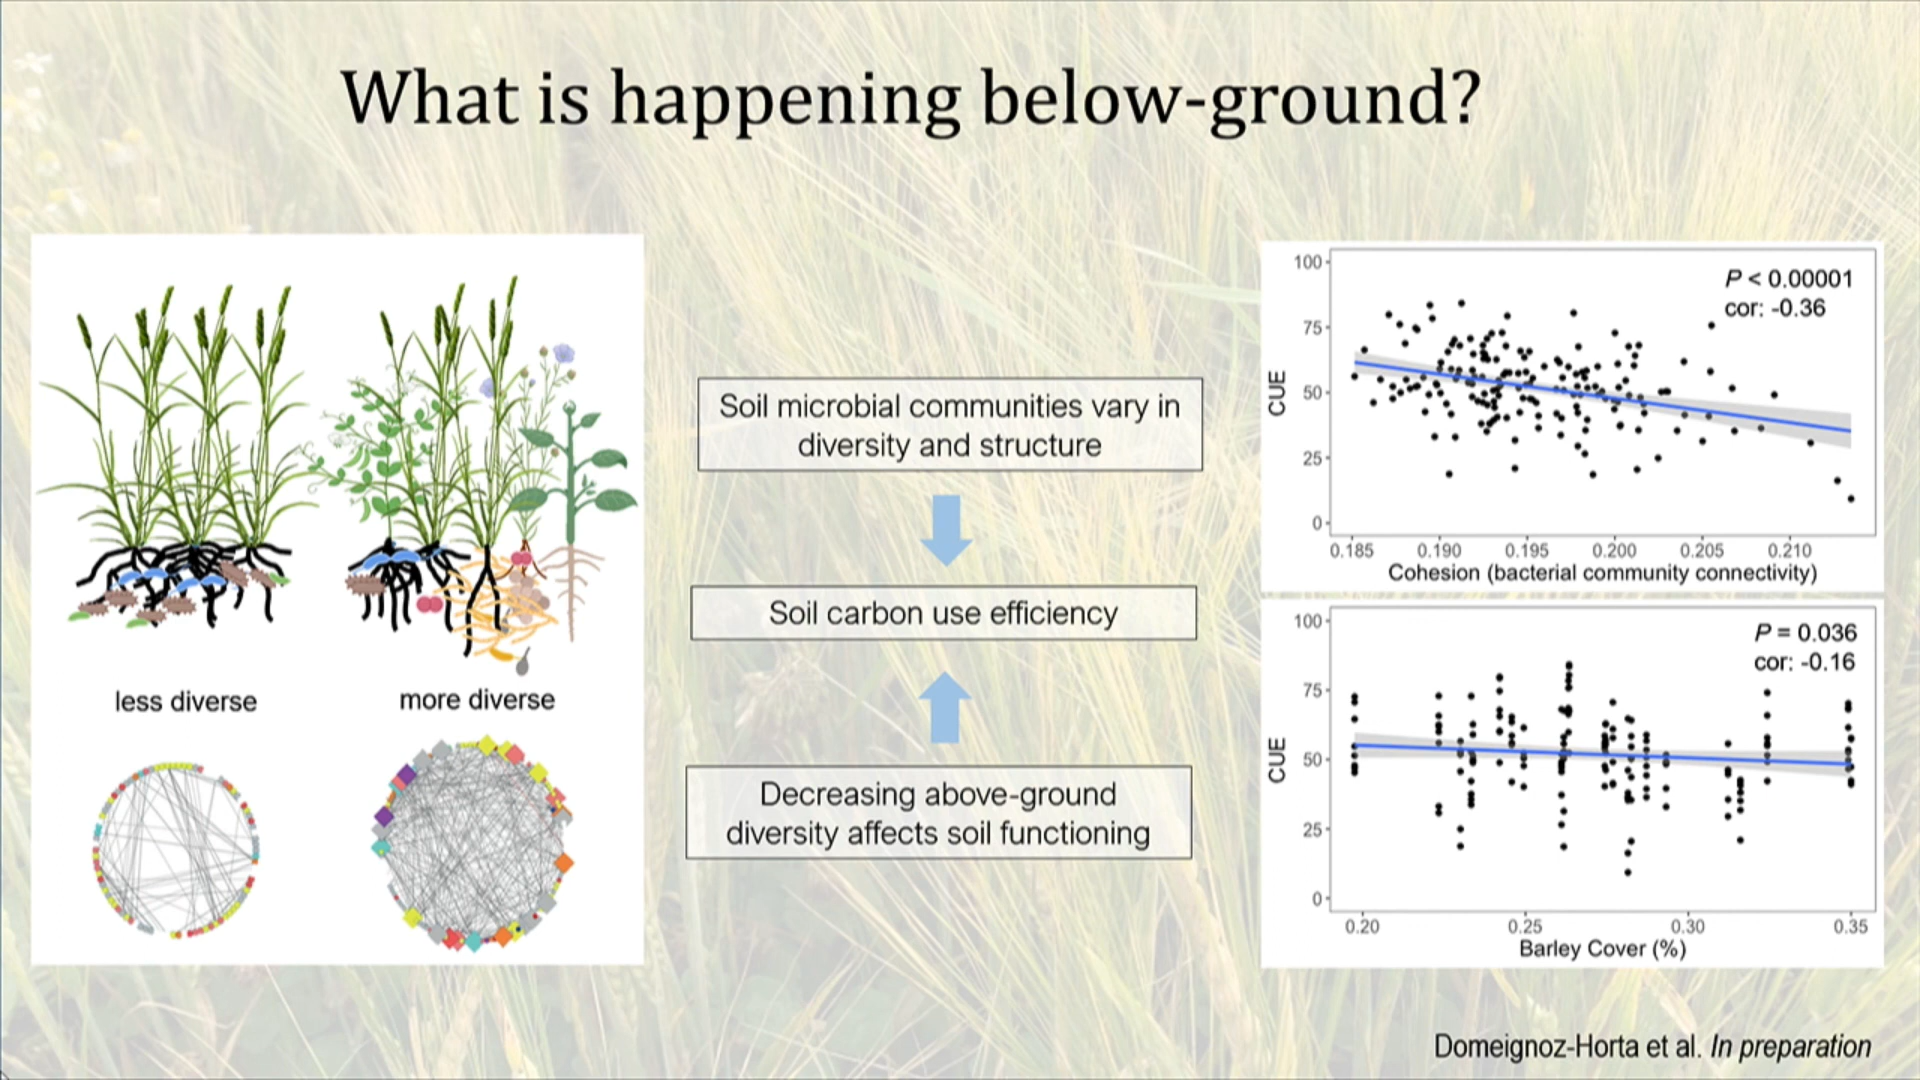 What is happening below-ground?
less diverse
more diverse
Soil microbial communities vary in
diversity and structure
Soil carbon use efficiency
Decreasing above-ground
diversity affects soil functioning
P < 0.00001
cor: -0.36
CUE
100
75
50
25
0
0.185 0.190 0.195 0.200 0.205 0.210
Cohesion (bacterial community connectivity)
P = 0.036
cor: -0.16
CUE
100
75
50
25
0
0.20 0.25 0.30 0.35
Barley Cover (%)
Domeignoz-Horta et al. In preparation